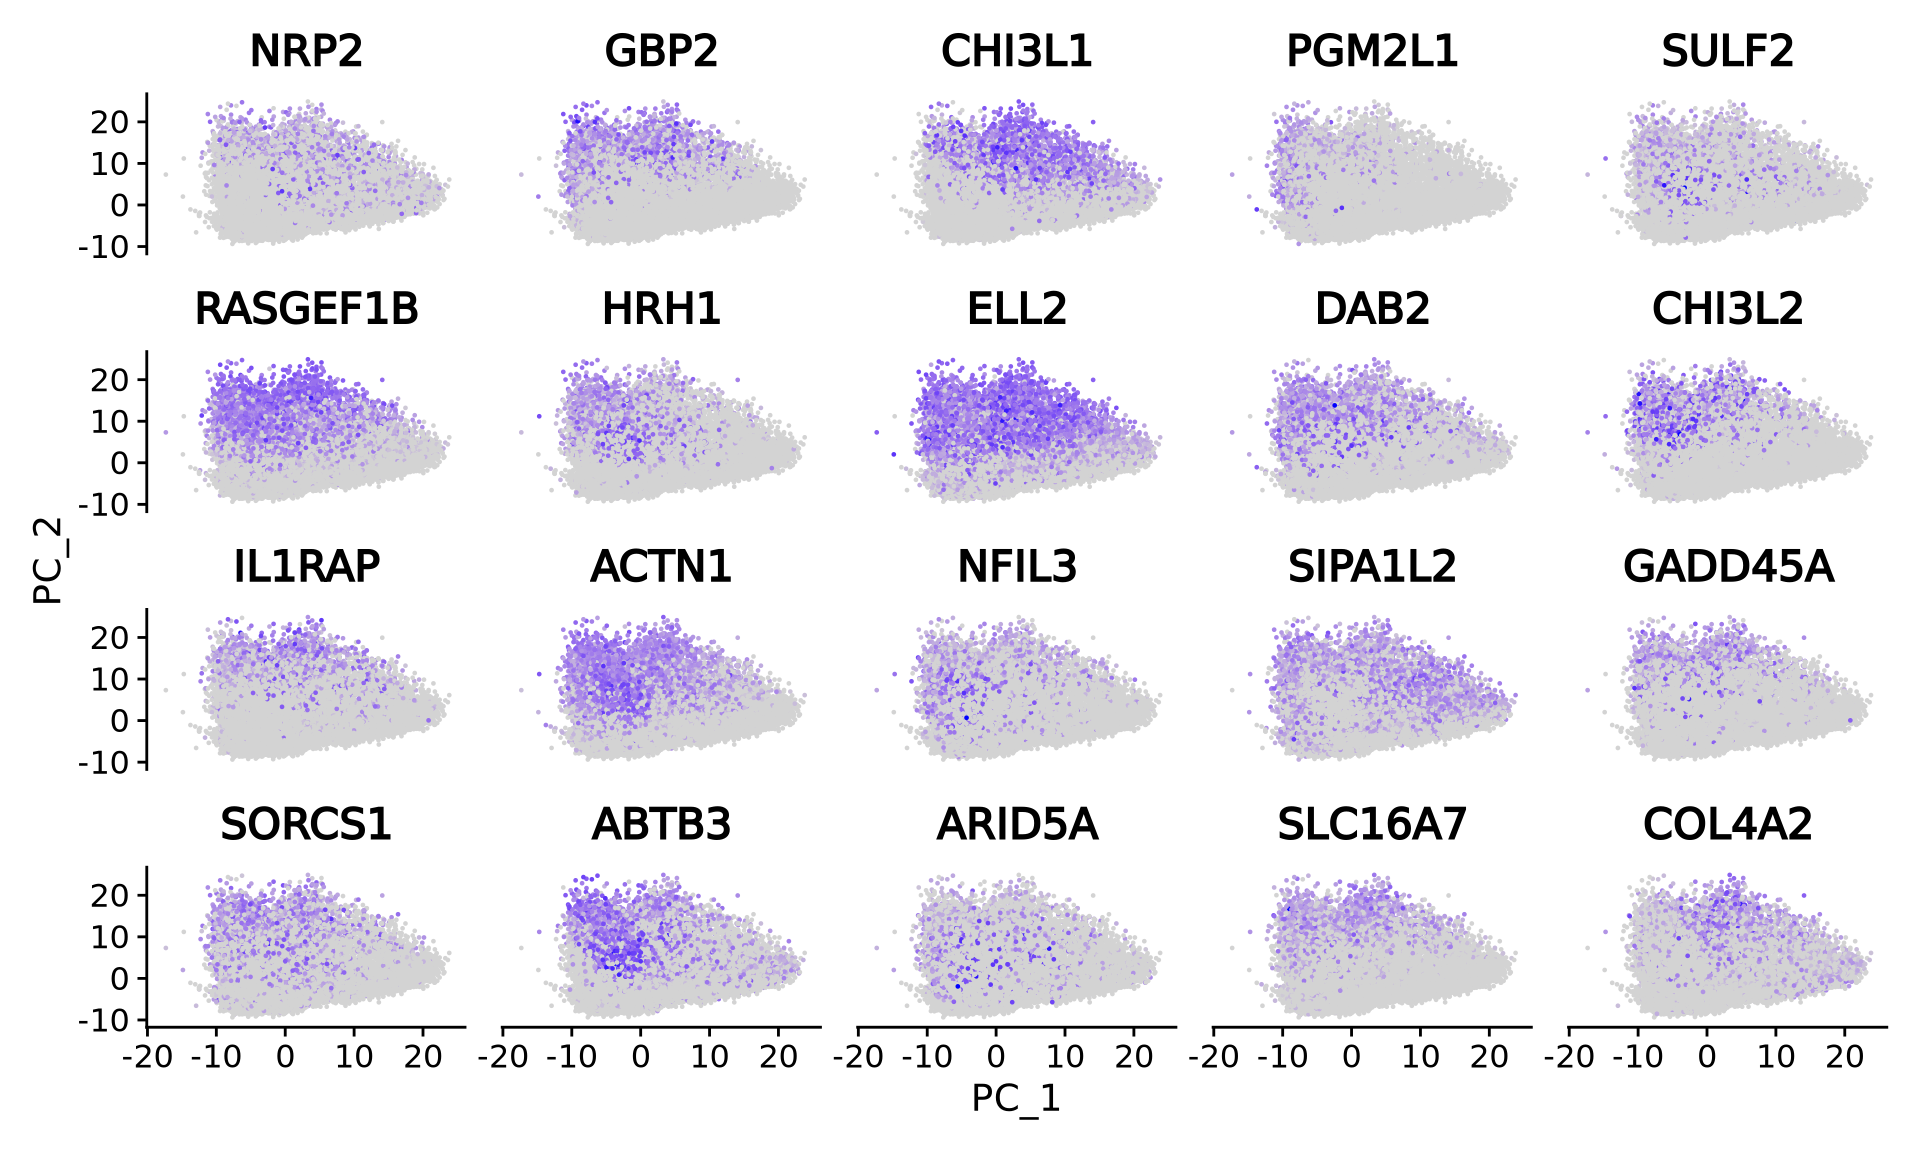 NRP2 GBP2 CHI3L1 PGM2L1 SULF2
20
10
0
-10
RASGEF1B HRH1 ELL2 DAB2 CHI3L2
20
10
0
-10
PC_2
IL1RAP ACTN1 NFIL3 SIPA1L2 GADD45A
20
10
0
-10
SORCS1 ABTB3 ARID5A SLC16A7 COL4A2
20
10
0
-10
-20 -10 0 10 20 -20 -10 0 10 20 -20 -10 0 10 20 -20 -10 0 10 20 -20 -10 0 10 20
PC_1